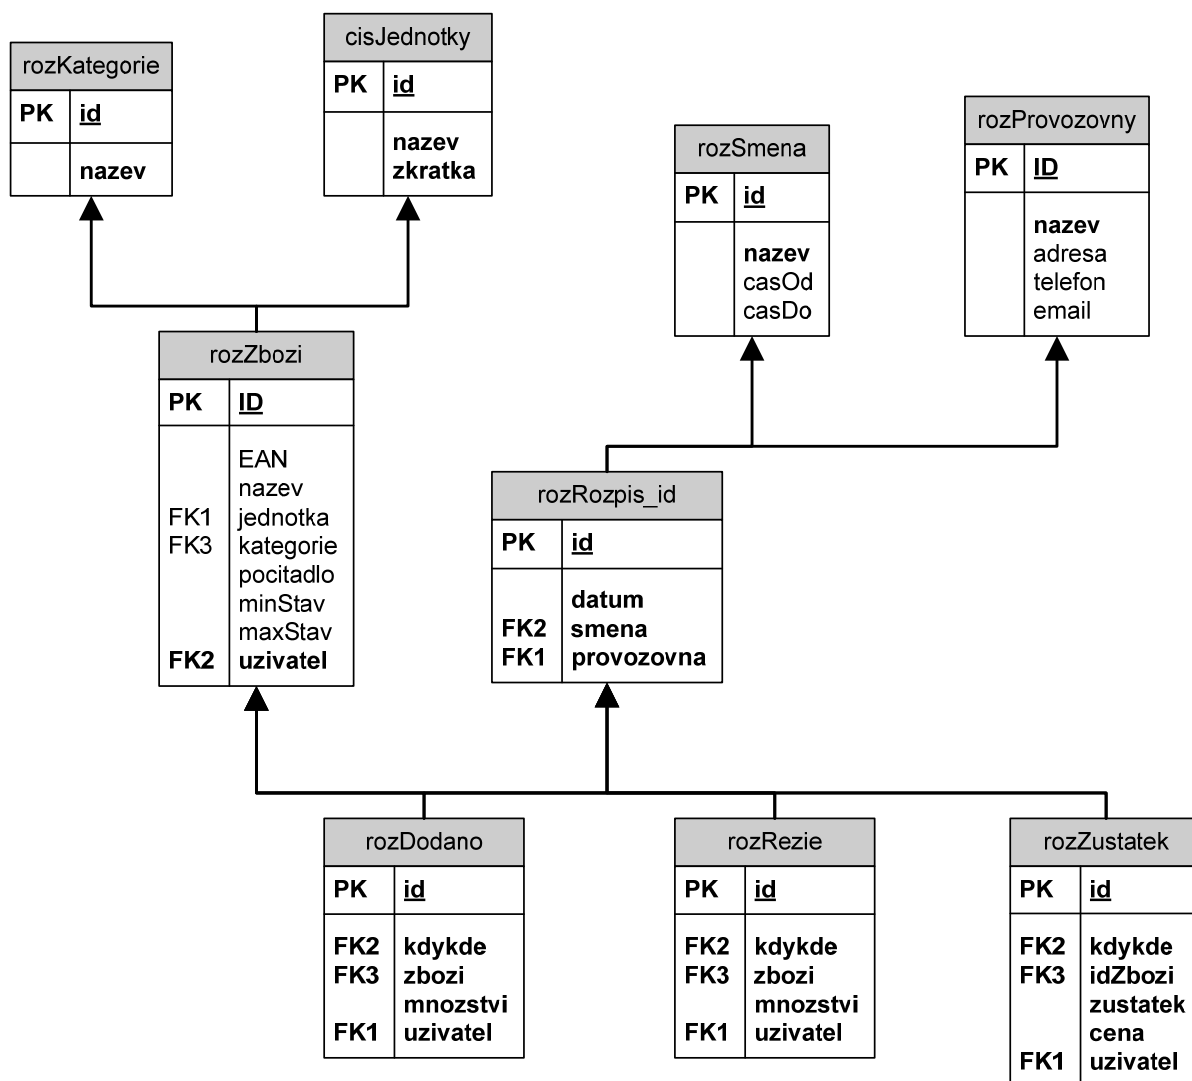 rozKategorie
PK id
nazev
cisJednotky
PK id
nazev
zkratka
rozSmena
PK id
nazev
casOd
casDo
rozProvozovny
PK ID
nazev
adresa
telefon
email
rozZbozi
PK ID
EAN
nazev
FK1 jednotka
FK3 kategorie
pocitadlo
minStav
maxStav
FK2 uzivatel
rozRozpis_id
PK id
datum
FK2 smena
FK1 provozovna
rozDodano
PK id
FK2 kdykde
FK3 zbozi
mnozstvi
FK1 uzivatel
rozRezie
PK id
FK2 kdykde
FK3 zbozi
mnozstvi
FK1 uzivatel
rozZustatek
PK id
FK2 kdykde
FK3 idZbozi
zustatek
cena
FK1 uzivatel